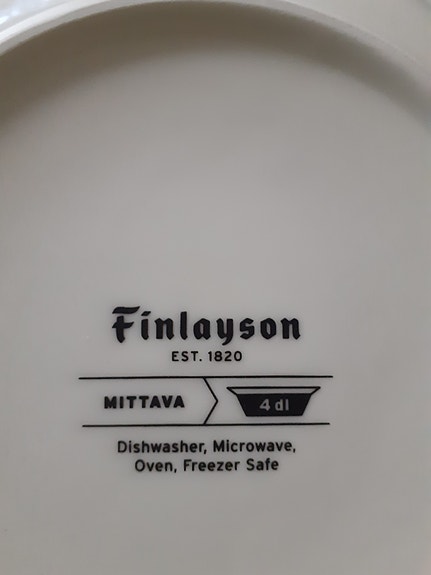 Finlayson
EST. 1820
MITTAVA 4 dl
Dishwasher, Microwave,
Oven, Freezer Safe